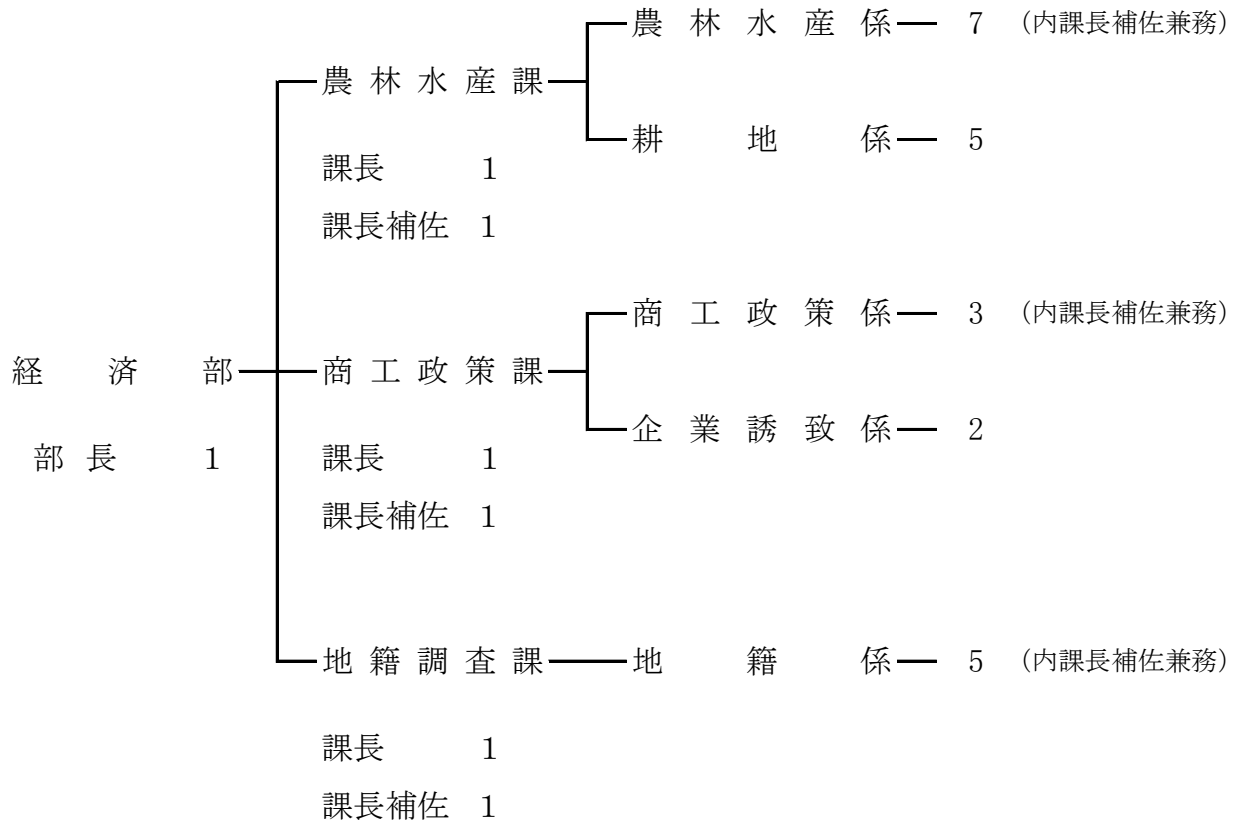 農林水産係 7 (内課長補佐兼務)
農林水産課
耕地係 5
課長 1
課長補佐 1
商工政策係 3 (内課長補佐兼務)
経済部 商工政策課
企業誘致係 2
部長 1 課長 1
課長補佐 1
地籍調査課 地籍係 5 (内課長補佐兼務)
課長 1
課長補佐 1